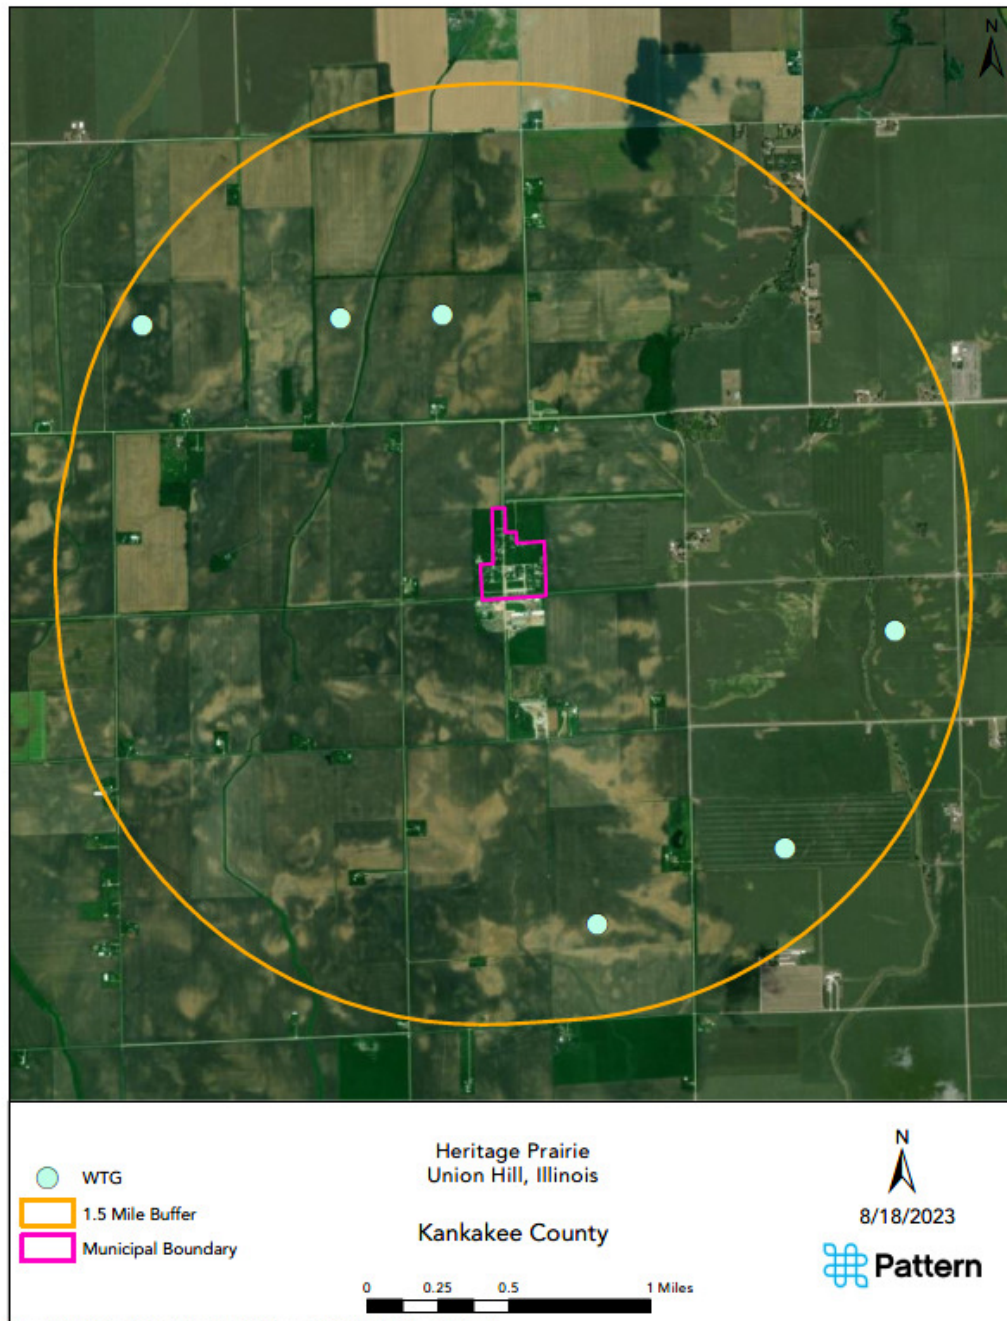 N
WTG
1.5 Mile Buffer
Municipal Boundary
Heritage Prairie
Union Hill, Illinois
Kankakee County
0 0.25 0.5 1 Miles
N
8/18/2023
Pattern